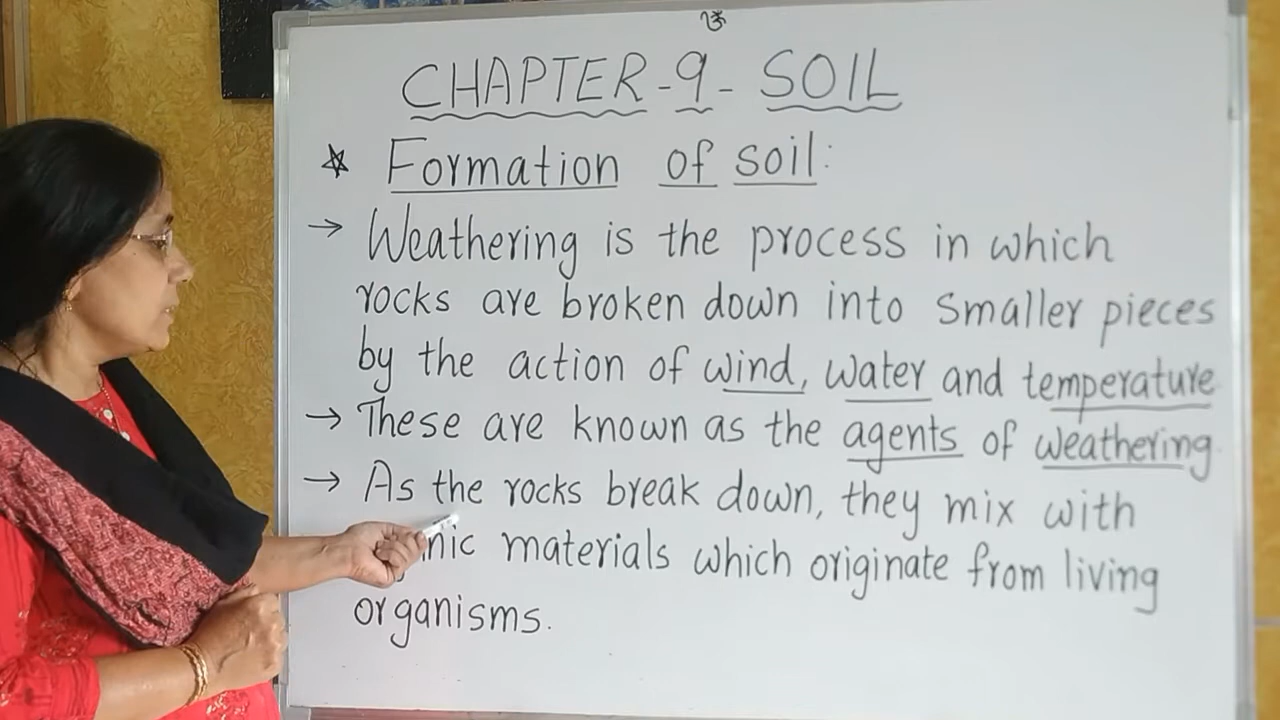 ॐ
CHAPTER-9- SOIL
☆ Formation of soil:
→ Weathering is the process in which
rocks are broken down into smaller pieces
by the action of wind, water and temperature
→ These are known as the agents of weathering.
→ As the rocks break down, they mix with
materials which originate from living
organisms.